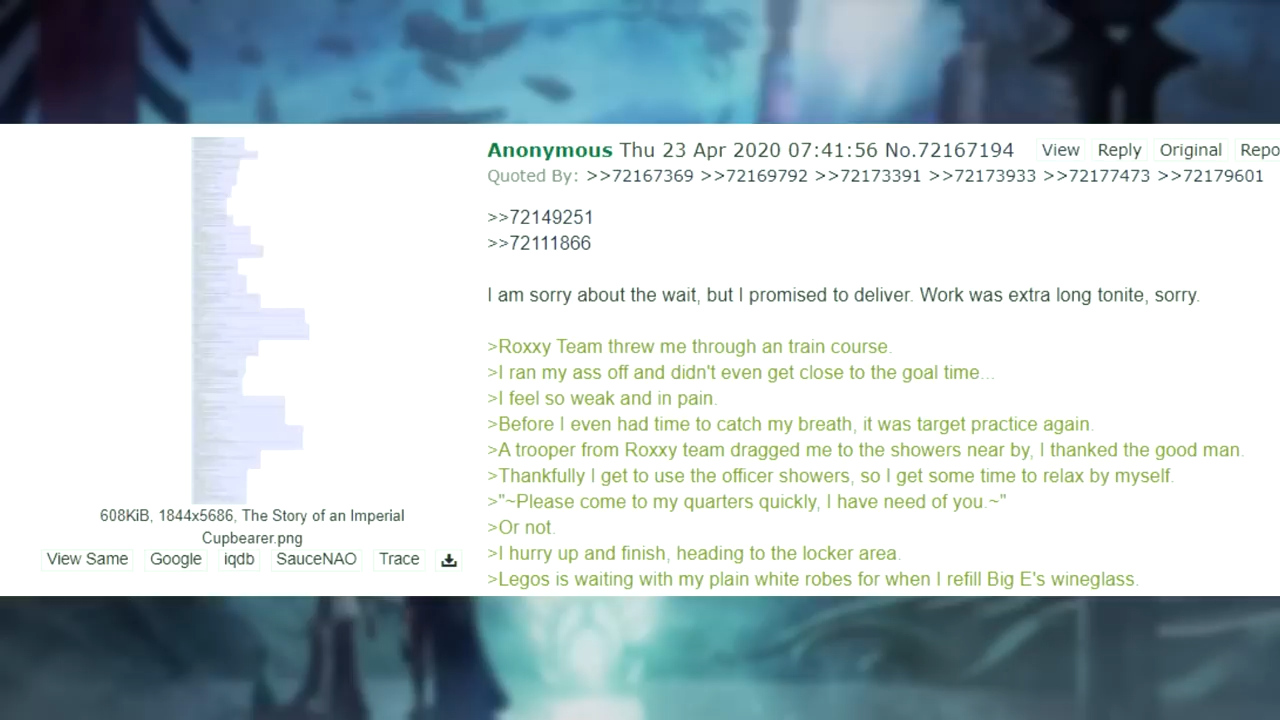 Anonymous Thu 23 Apr 2020 07:41:56 No.72167194 View Reply Original Repo
Quoted By: >>72167369 >>72169792 >>72173391 >>72173933 >>72177473 >>72179601
>>72149251
>>72111866
I am sorry about the wait, but I promised to deliver. Work was extra long tonite, sorry.
>Roxxy Team threw me through an train course.
>I ran my ass off and didn't even get close to the goal time...
>I feel so weak and in pain.
>Before I even had time to catch my breath, it was target practice again.
>A trooper from Roxxy team dragged me to the showers near by, I thanked the good man.
>Thankfully I get to use the officer showers, so I get some time to relax by myself.
>"~Please come to my quarters quickly, I have need of you.~"
>Or not.
>I hurry up and finish, heading to the locker area.
>Legos is waiting with my plain white robes for when I refill Big E's wineglass.
608KiB, 1844x5686, The Story of an Imperial
Cupbearer.png
View Same Google iqdb SauceNAO Trace